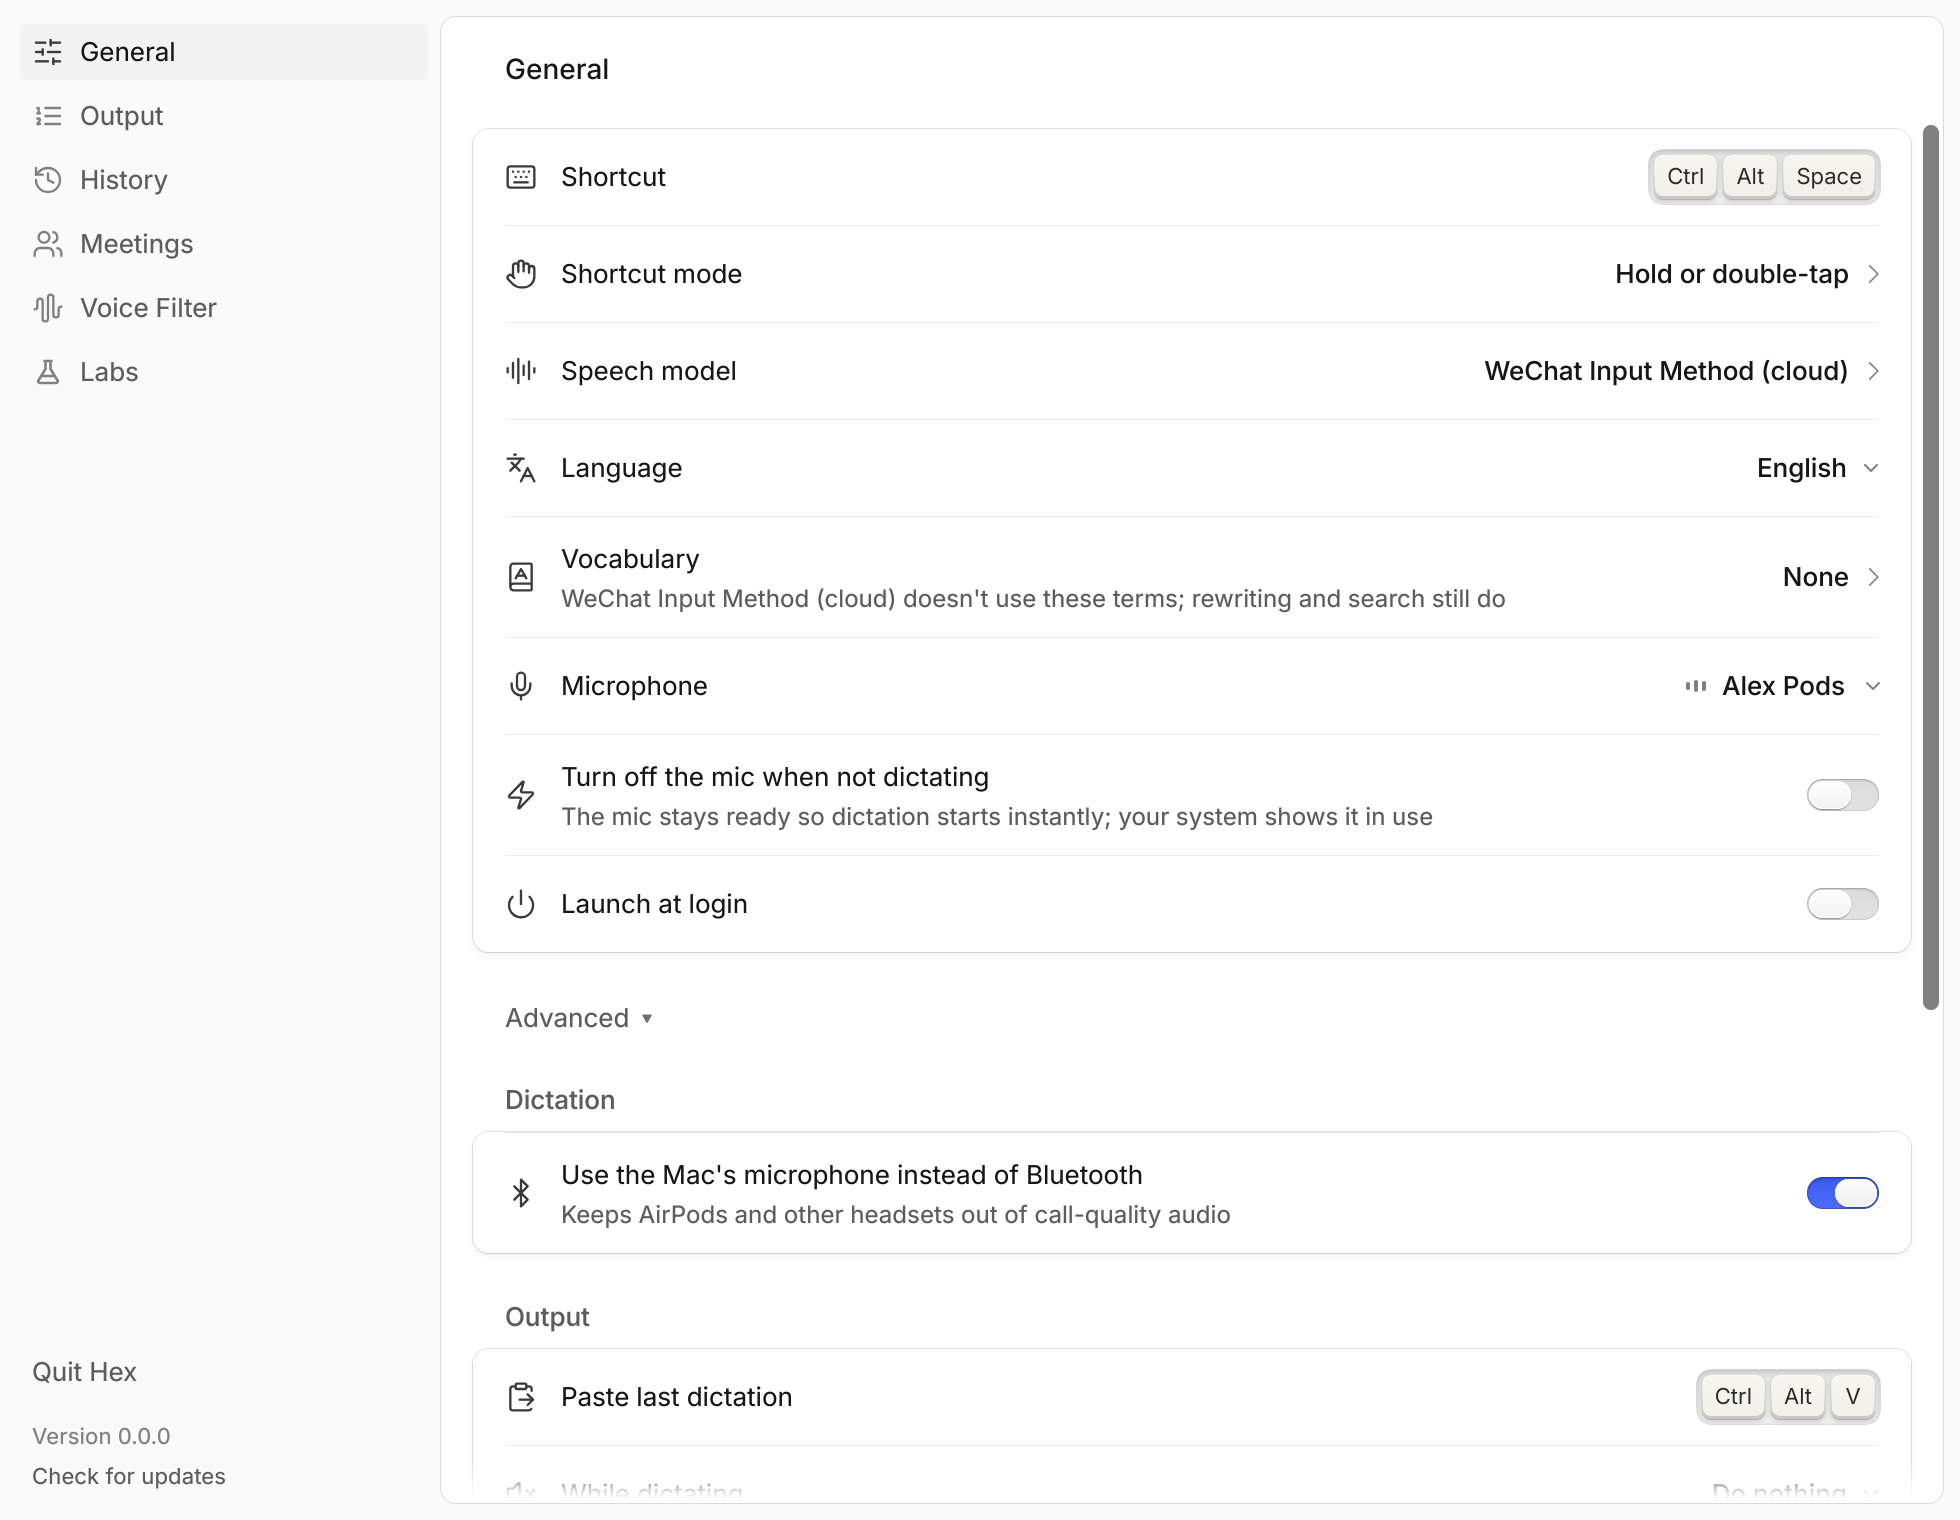 General
Output
History
Meetings
Voice Filter
Labs
Quit Hex
Version 0.0.0
Check for updates
General
Shortcut Ctrl Alt Space
Shortcut mode Hold or double-tap
Speech model WeChat Input Method (cloud)
Language English
Vocabulary
WeChat Input Method (cloud) doesn't use these terms; rewriting and search still do
None
Microphone Alex Pods
Turn off the mic when not dictating
The mic stays ready so dictation starts instantly; your system shows it in use
Launch at login
Advanced
Dictation
Use the Mac's microphone instead of Bluetooth
Keeps AirPods and other headsets out of call-quality audio
Output
Paste last dictation Ctrl Alt V
While dictating Do nothing